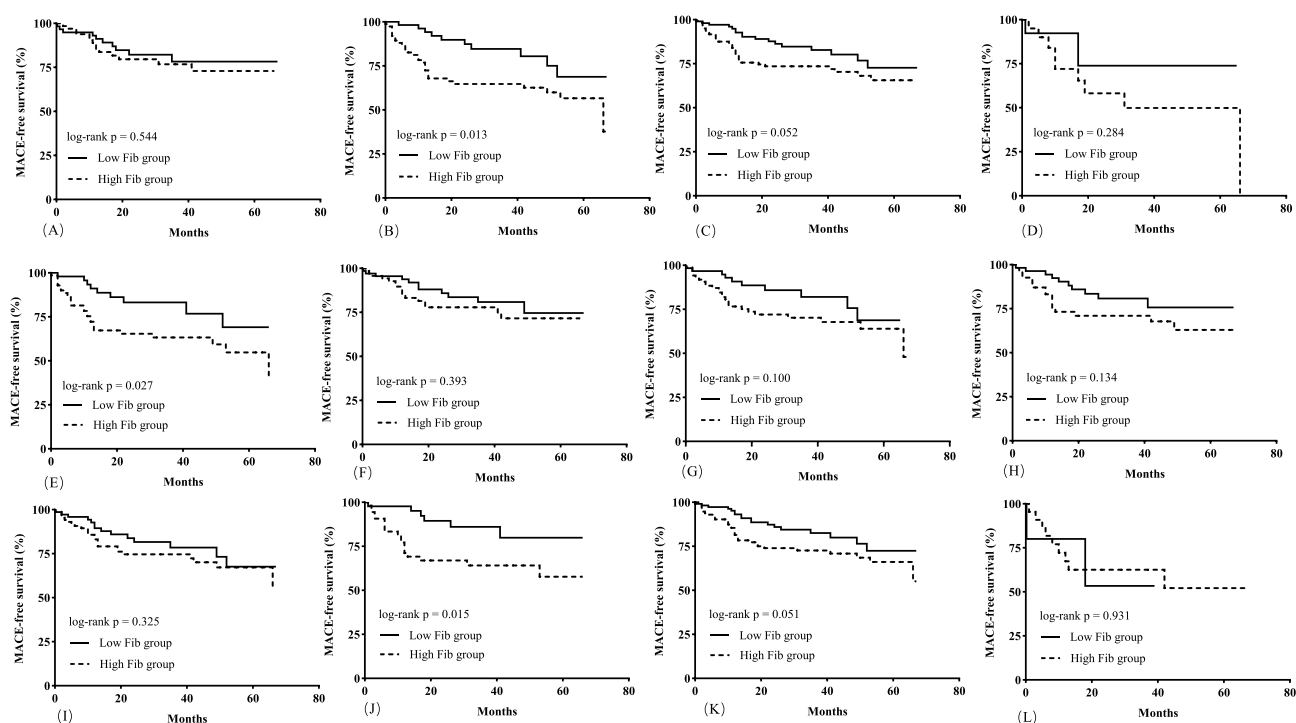 MACE-free survival (%)
100
75
50
25
0
log-rank p = 0.544
Low Fib group
High Fib group
0 20 40 60 80
Months
(A)
MACE-free survival (%)
100
75
50
25
0
log-rank p = 0.013
Low Fib group
High Fib group
0 20 40 60 80
Months
(B)
MACE-free survival (%)
100
75
50
25
0
log-rank p = 0.052
Low Fib group
High Fib group
0 20 40 60 80
Months
(C)
MACE-free survival (%)
100
75
50
25
0
log-rank p = 0.284
Low Fib group
High Fib group
0 20 40 60 80
Months
(D)
MACE-free survival (%)
100
75
50
25
0
log-rank p = 0.027
Low Fib group
High Fib group
0 20 40 60 80
Months
(E)
MACE-free survival (%)
100
75
50
25
0
log-rank p = 0.393
Low Fib group
High Fib group
0 20 40 60 80
Months
(F)
MACE-free survival (%)
100
75
50
25
0
log-rank p = 0.100
Low Fib group
High Fib group
0 20 40 60 80
Months
(G)
MACE-free survival (%)
100
75
50
25
0
log-rank p = 0.134
Low Fib group
High Fib group
0 20 40 60 80
Months
(H)
MACE-free survival (%)
100
75
50
25
0
log-rank p = 0.325
Low Fib group
High Fib group
0 20 40 60 80
Months
(I)
MACE-free survival (%)
100
75
50
25
0
log-rank p = 0.015
Low Fib group
High Fib group
0 20 40 60 80
Months
(J)
MACE-free survival (%)
100
75
50
25
0
log-rank p = 0.051
Low Fib group
High Fib group
0 20 40 60 80
Months
(K)
MACE-free survival (%)
100
75
50
25
0
log-rank p = 0.931
Low Fib group
High Fib group
0 20 40 60 80
Months
(L)